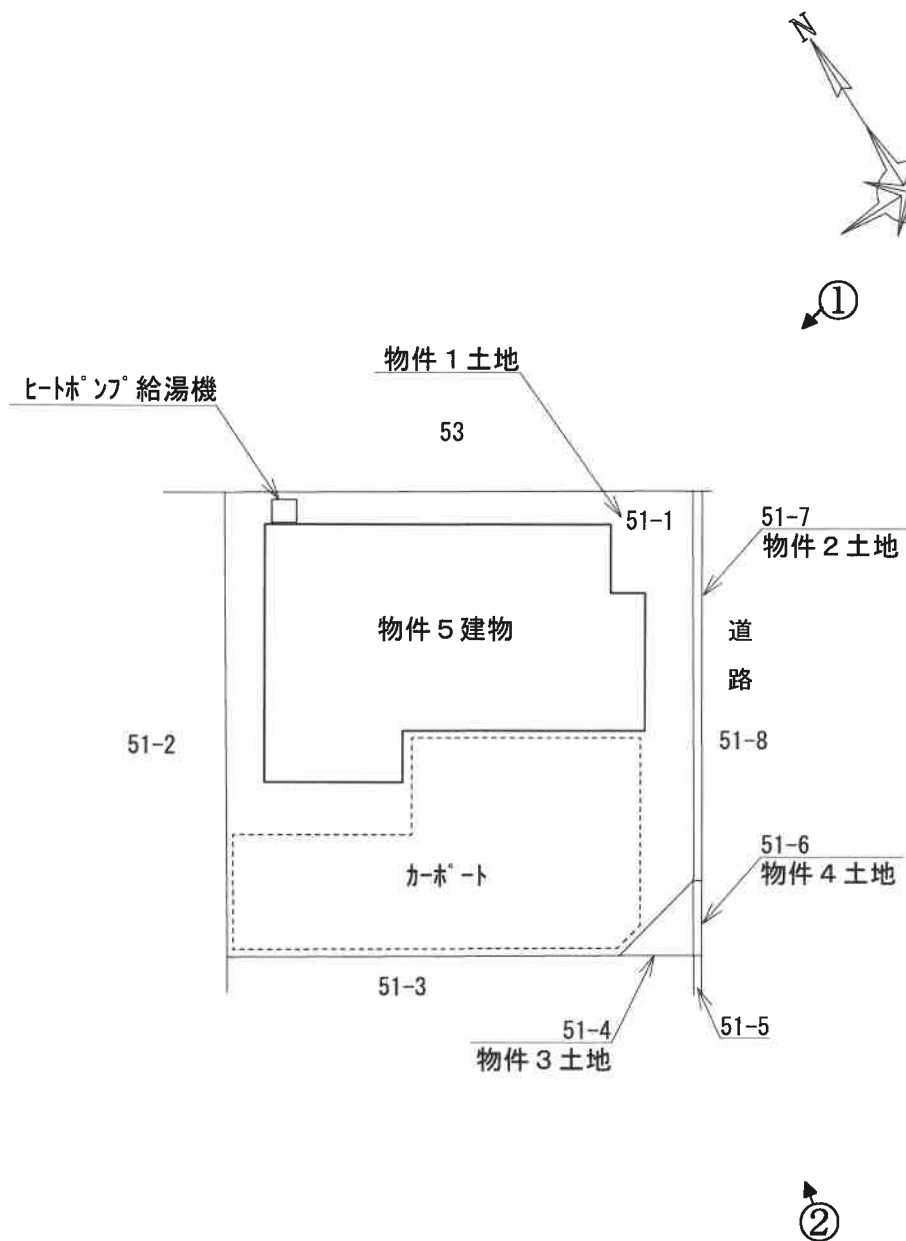 N
①
物件1土地
ヒートポンプ給湯機
53
51-1
51-7
物件2土地
物件5建物
道
路
51-2
51-8
51-6
物件4土地
カーポート
51-3
51-4
物件3土地
51-5
②